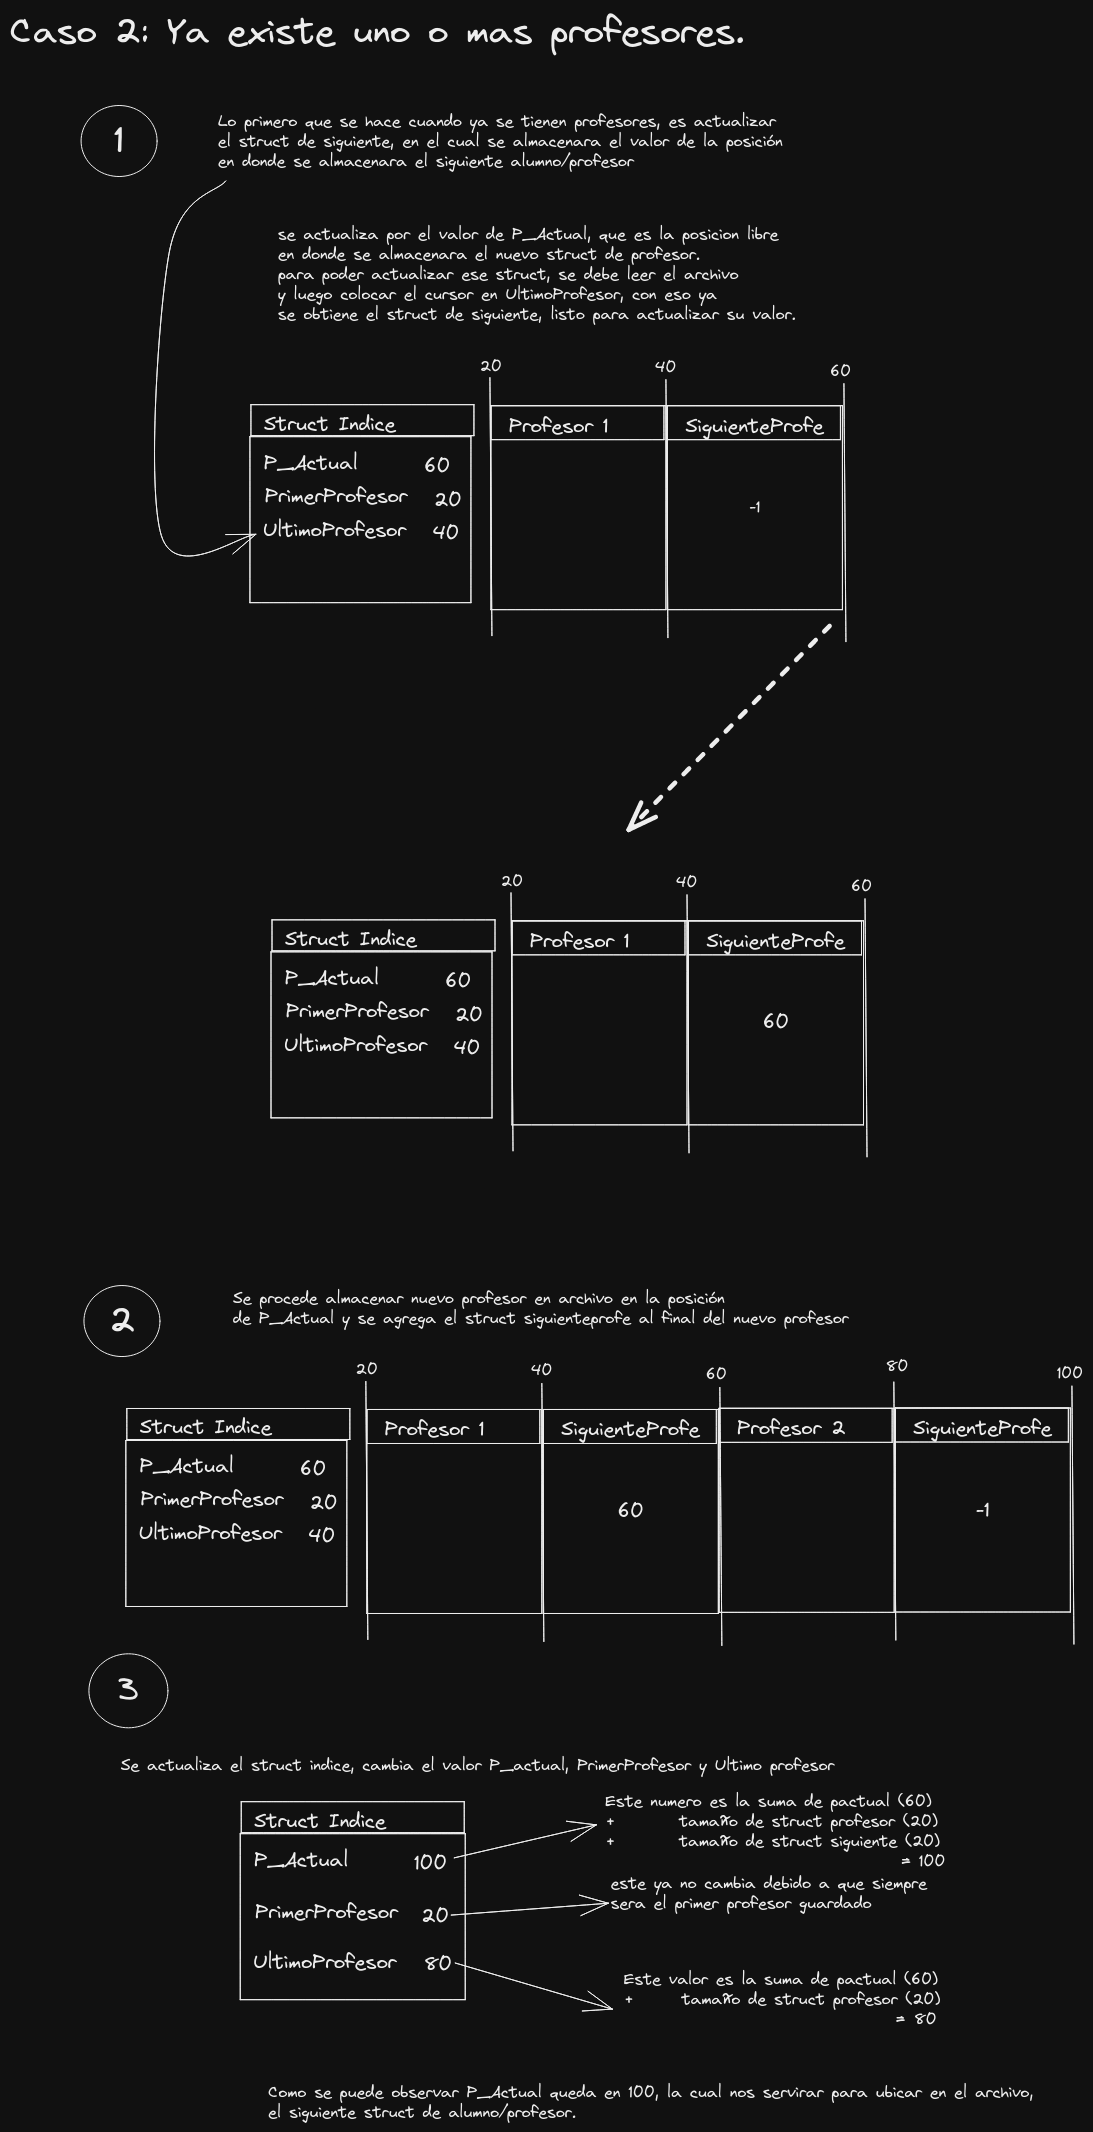 Caso 2: Ya existe uno o mas profesores.
1
Lo primero que se hace cuando ya se tienen profesores, es actualizar
el struct de siguiente, en el cual se almacenara el valor de la posición
en donde se almacenara el siguiente alumno/profesor
se actualiza por el valor de P_Actual, que es la posicion libre
en donde se almacenara el nuevo struct de profesor.
para poder actualizar ese struct, se debe leer el archivo
y luego colocar el cursor en UltimoProfesor, con eso ya
se obtiene el struct de siguiente, listo para actualizar su valor.
20 40 60
Struct Indice Profesor 1 SiguienteProfe
P_Actual 60
PrimerProfesor 20 -1
UltimoProfesor 40
20 40 60
Struct Indice Profesor 1 SiguienteProfe
P_Actual 60
PrimerProfesor 20 60
UltimoProfesor 40
2
Se procede almacenar nuevo profesor en archivo en la posición
de P_Actual y se agrega el struct siguienteprofe al final del nuevo profesor
20 40 60 80 100
Struct Indice Profesor 1 SiguienteProfe Profesor 2 SiguienteProfe
P_Actual 60
PrimerProfesor 20 60 -1
UltimoProfesor 40
3
Se actualiza el struct indice, cambia el valor P_actual, PrimerProfesor y Ultimo profesor
Struct Indice
P_Actual 100
PrimerProfesor 20
UltimoProfesor 80
Este numero es la suma de pactual (60)
+ tamaño de struct profesor (20)
+ tamaño de struct siguiente (20)
= 100
este ya no cambia debido a que siempre
sera el primer profesor guardado
Este valor es la suma de pactual (60)
+ tamaño de struct profesor (20)
= 80
Como se puede observar P_Actual queda en 100, la cual nos servirar para ubicar en el archivo,
el siguiente struct de alumno/profesor.